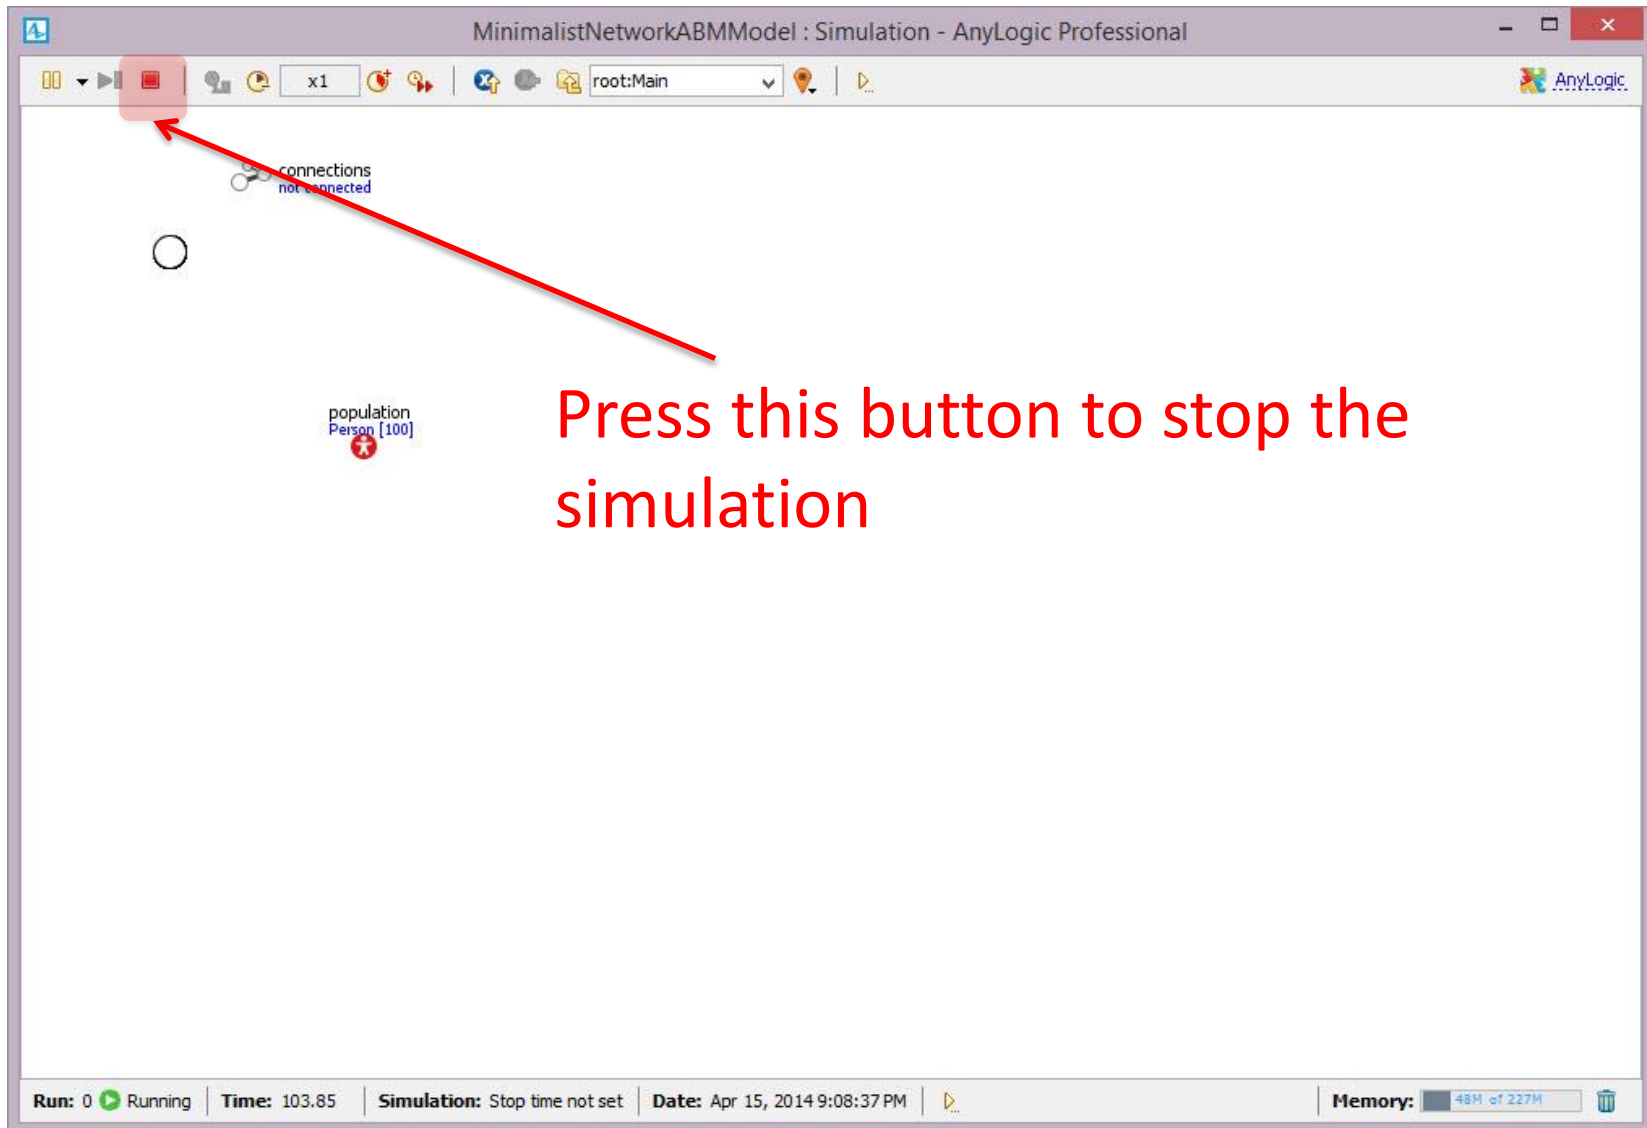 MinimalistNetworkABMModel : Simulation - AnyLogic Professional
x1 root:Main AnyLogic
connections
not connected
population
Person [100]
Press this button to stop the
simulation
Run: 0 Running Time: 103.85 Simulation: Stop time not set Date: Apr 15, 2014 9:08:37 PM Memory: 48M of 227M